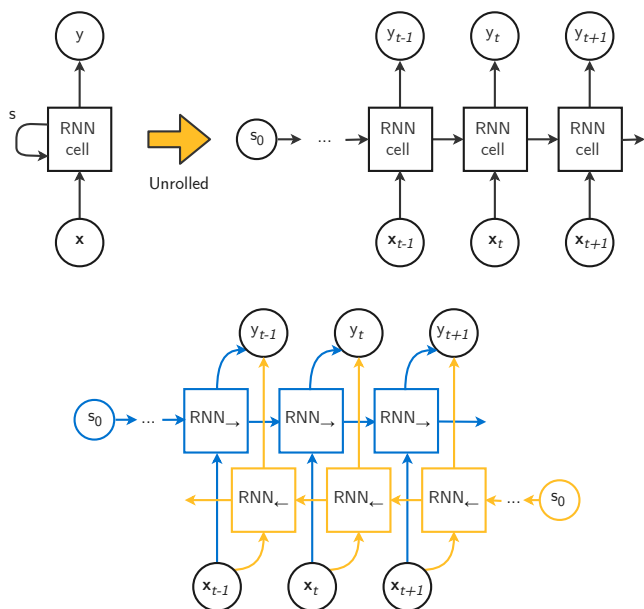 y
s
RNN
cell
x
Unrolled
y_{t-1} y_t y_{t+1}
s_0 ... RNN cell RNN cell RNN cell
x_{t-1} x_t x_{t+1}
y_{t-1} y_t y_{t+1}
s_0 ... RNN→ RNN→ RNN→
RNN← RNN← RNN← ... s_0
x_{t-1} x_t x_{t+1}